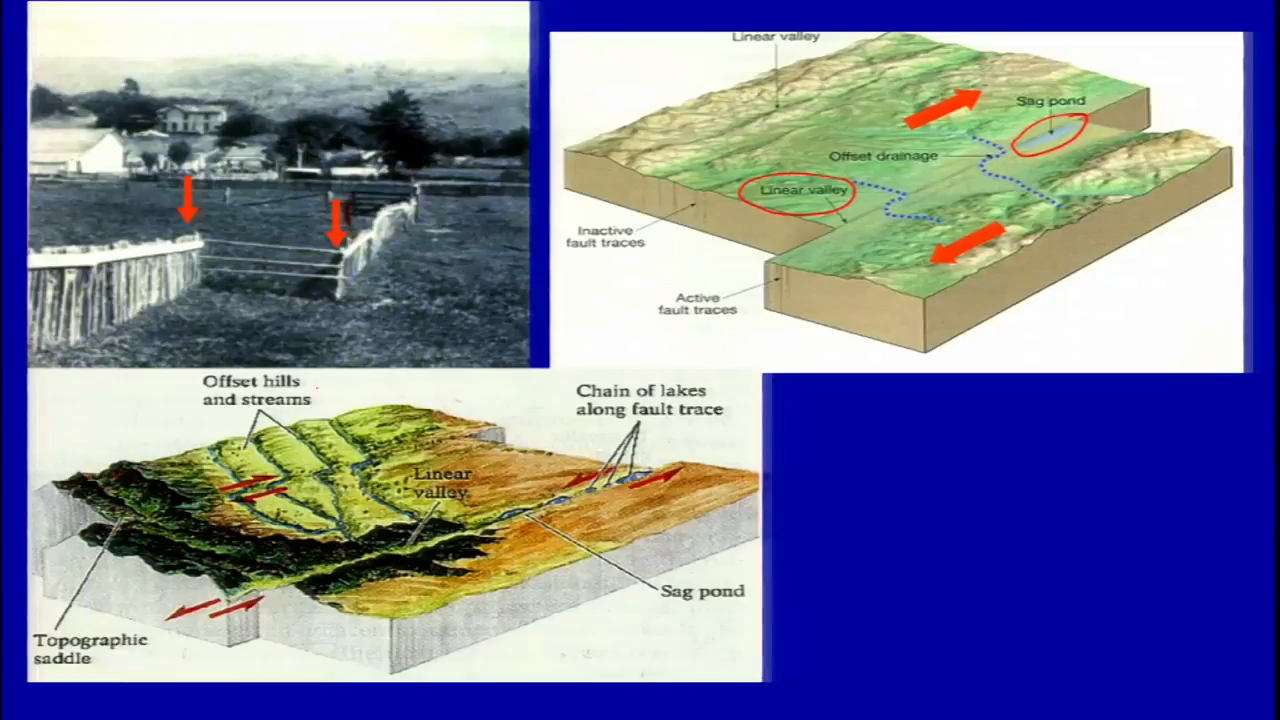 Linear valley
Sag pond
Offset drainage
Linear valley
Inactive
fault traces
Active
fault traces
Offset hills
and streams
Chain of lakes
along fault trace
Linear
valley
Sag pond
Topographic
saddle